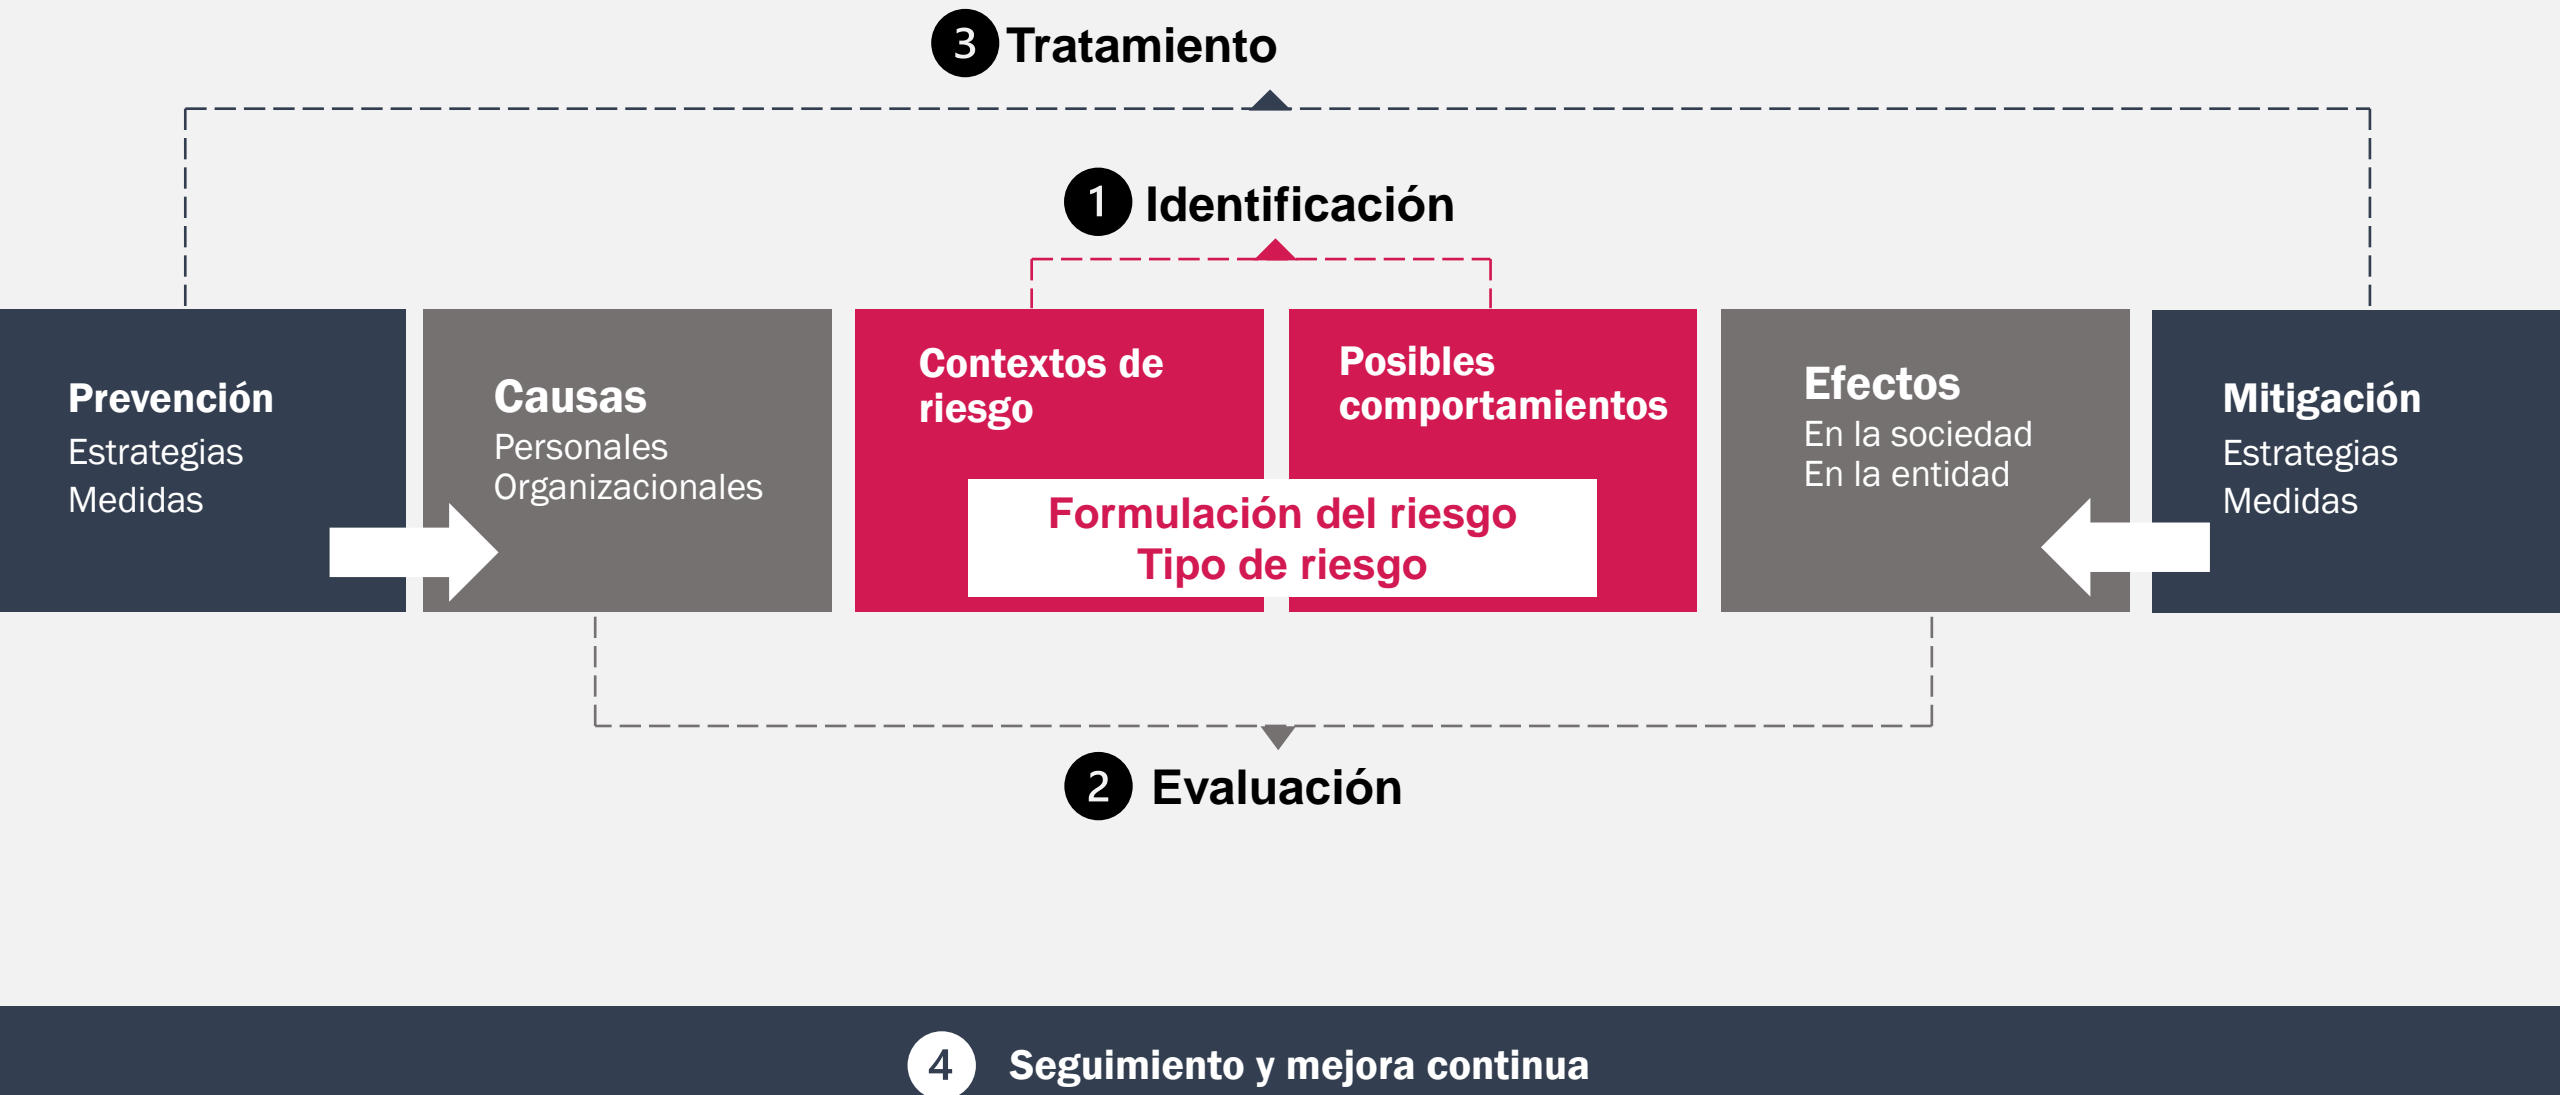 3 Tratamiento
1 Identificación
Prevención
Estrategias
Medidas
Causas
Personales
Organizacionales
Contextos de
riesgo
Posibles
comportamientos
Formulación del riesgo
Tipo de riesgo
Efectos
En la sociedad
En la entidad
Mitigación
Estrategias
Medidas
2 Evaluación
4 Seguimiento y mejora continua